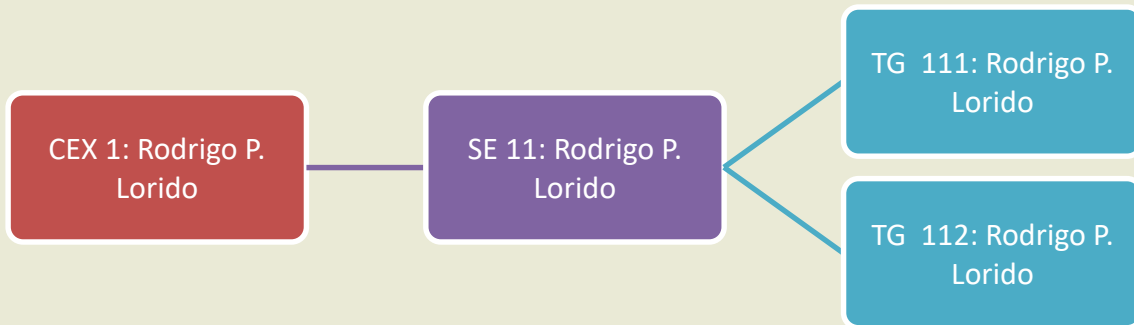 CEX 1: Rodrigo P.
Lorido
SE 11: Rodrigo P.
Lorido
TG  111: Rodrigo P.
Lorido
TG  112: Rodrigo P.
Lorido